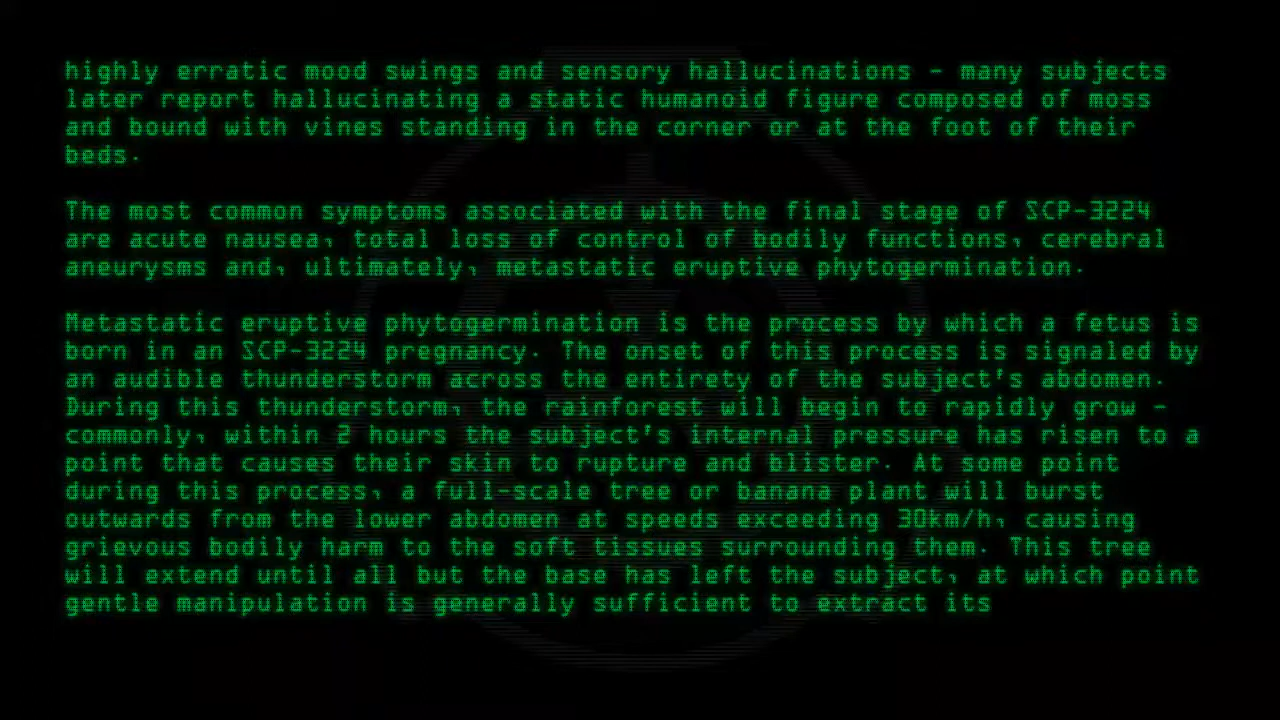 highly erratic mood swings and sensory hallucinations - many subjects
later report hallucinating a static humanoid figure composed of moss
and bound with vines standing in the corner or at the foot of their
beds.
The most common symptoms associated with the final stage of SCP-3224
are acute nausea, total loss of control of bodily functions, cerebral
aneurysms and, ultimately, metastatic eruptive phytogermination.
Metastatic eruptive phytogermination is the process by which a fetus is
born in an SCP-3224 pregnancy. The onset of this process is signaled by
an audible thunderstorm across the entirety of the subject's abdomen.
During this thunderstorm, the rainforest will begin to rapidly grow -
commonly, within 2 hours the subject's internal pressure has risen to a
point that causes their skin to rupture and blister. At some point
during this process, a full-scale tree or banana plant will burst
outwards from the lower abdomen at speeds exceeding 30km/h, causing
grievous bodily harm to the soft tissues surrounding them. This tree
will extend until all but the base has left the subject, at which point
gentle manipulation is generally sufficient to extract its